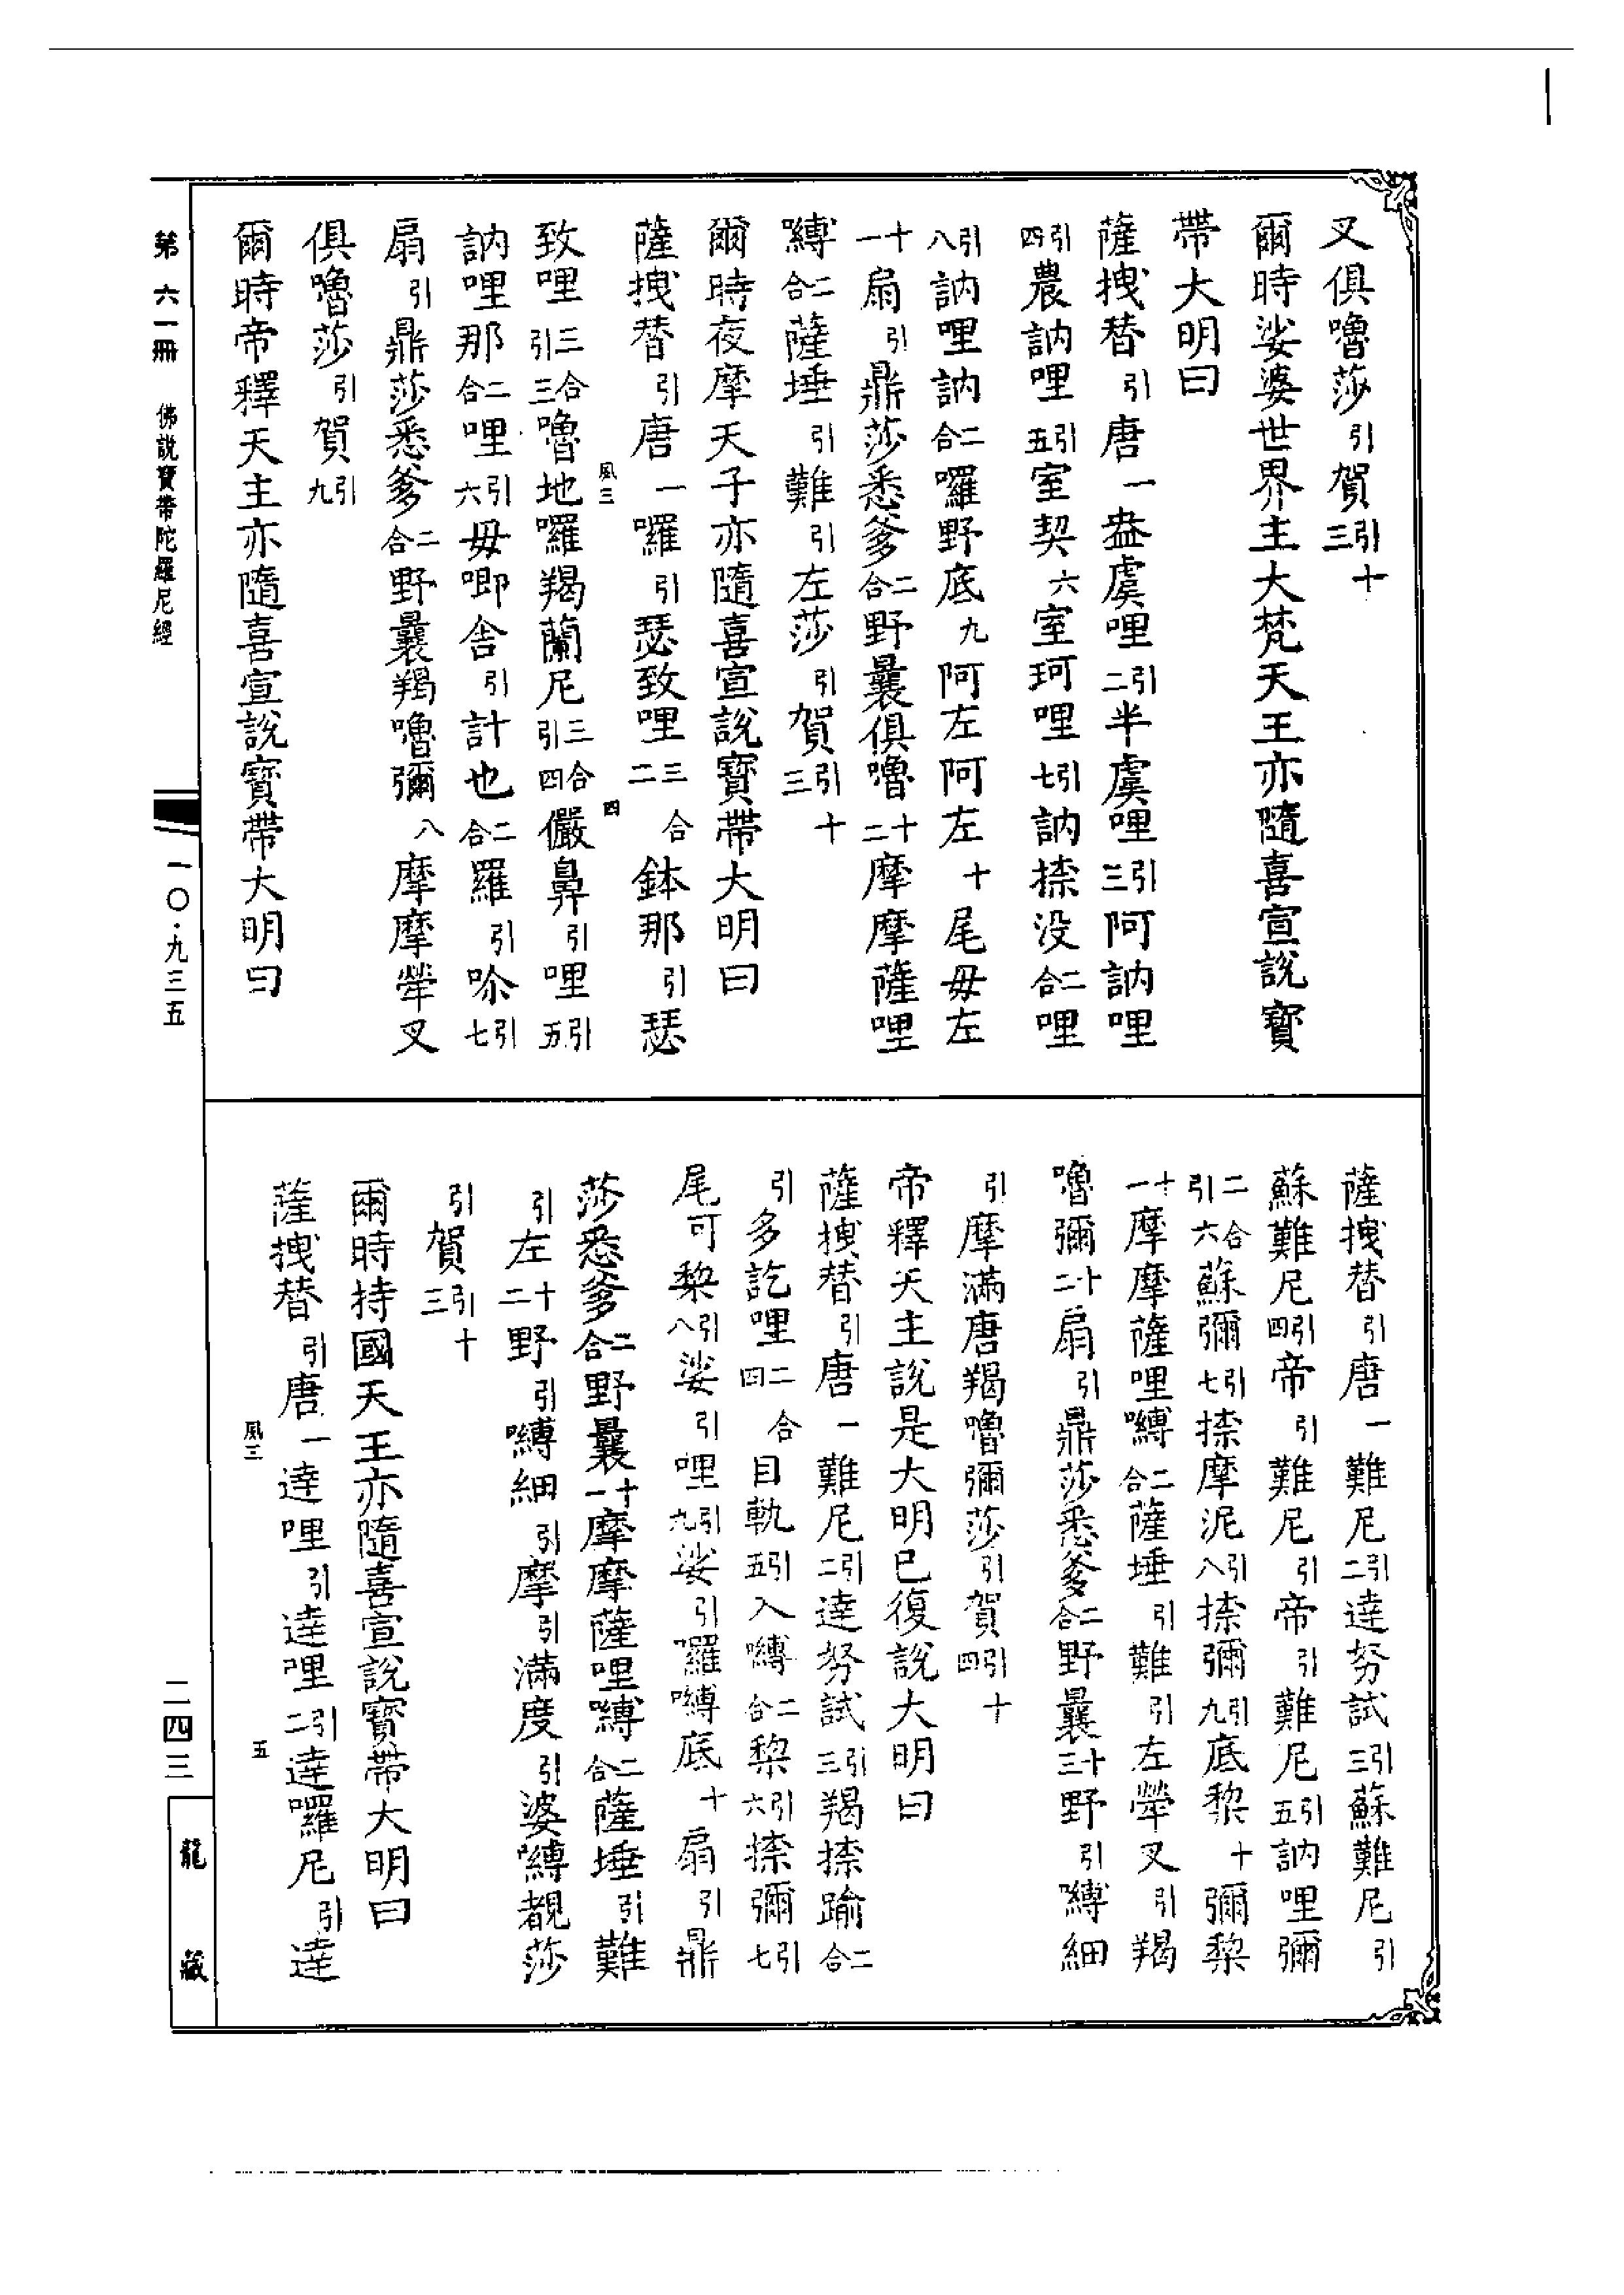 叉俱嚕莎引賀引十三
爾時娑婆世界主大梵天王亦隨喜宣說寶
帶大明曰
薩拽替引唐一盎虞哩引二半虞哩引三阿訥哩
引四農訥哩引五室契六室珂哩引七訥捺没二合哩
引八訥哩訥二合囉野底九阿左阿左十尾毋左
十一扇引鼎莎悉爹二合野曩俱嚕十二摩摩薩哩
嚩二合薩埵引難引左莎引賀引十三
爾時夜摩天子亦隨喜宣說寶帶大明曰
薩拽替引唐一囉引瑟致哩三合二鉢那引瑟
致哩三合引三嚕地囉羯蘭尼三合引四儼鼻引哩引五
訥哩那二合哩引六毋唧舍引計也二合羅引吩引七
扇引鼎莎悉爹二合野曩羯嚕彌八摩摩犖叉
俱嚕莎引賀引九
爾時帝釋天主亦隨喜宣說寶帶大明曰
薩拽替引唐一難尼引二達努試引三蘇難尼引
蘇難尼引四帝引難尼引帝引難尼引五訥哩彌
二合引六蘇彌引七捺摩泥引八捺彌引九底犂十彌犂
十一摩摩薩哩嚩二合薩埵引難引左犖叉引羯
嚕彌十二扇引鼎莎悉爹二合野曩十三野引嚩細
引摩滿唐羯嚕彌莎引賀引十四
帝釋天主說是大明已復說大明曰
薩拽替引唐一難尼引二達努試引三羯捺踰二合
引多訖哩二合四目軌引五入嚩二合犂引六捺彌引七
尾可犂引八娑引哩引九娑引囉嚩底十扇引鼎
莎悉爹二合野曩十一摩摩薩哩嚩二合薩埵引難
引左十二野引嚩細引摩引滿度引婆嚩覩莎
引賀引十三
爾時持國天王亦隨喜宣說寶帶大明曰
薩拽替引唐一達哩引達哩引二達囉尼引達
風三
四
風三
五
第六一冊 佛說寶帶陀羅尼經
一〇·九三五
二四三
龍藏